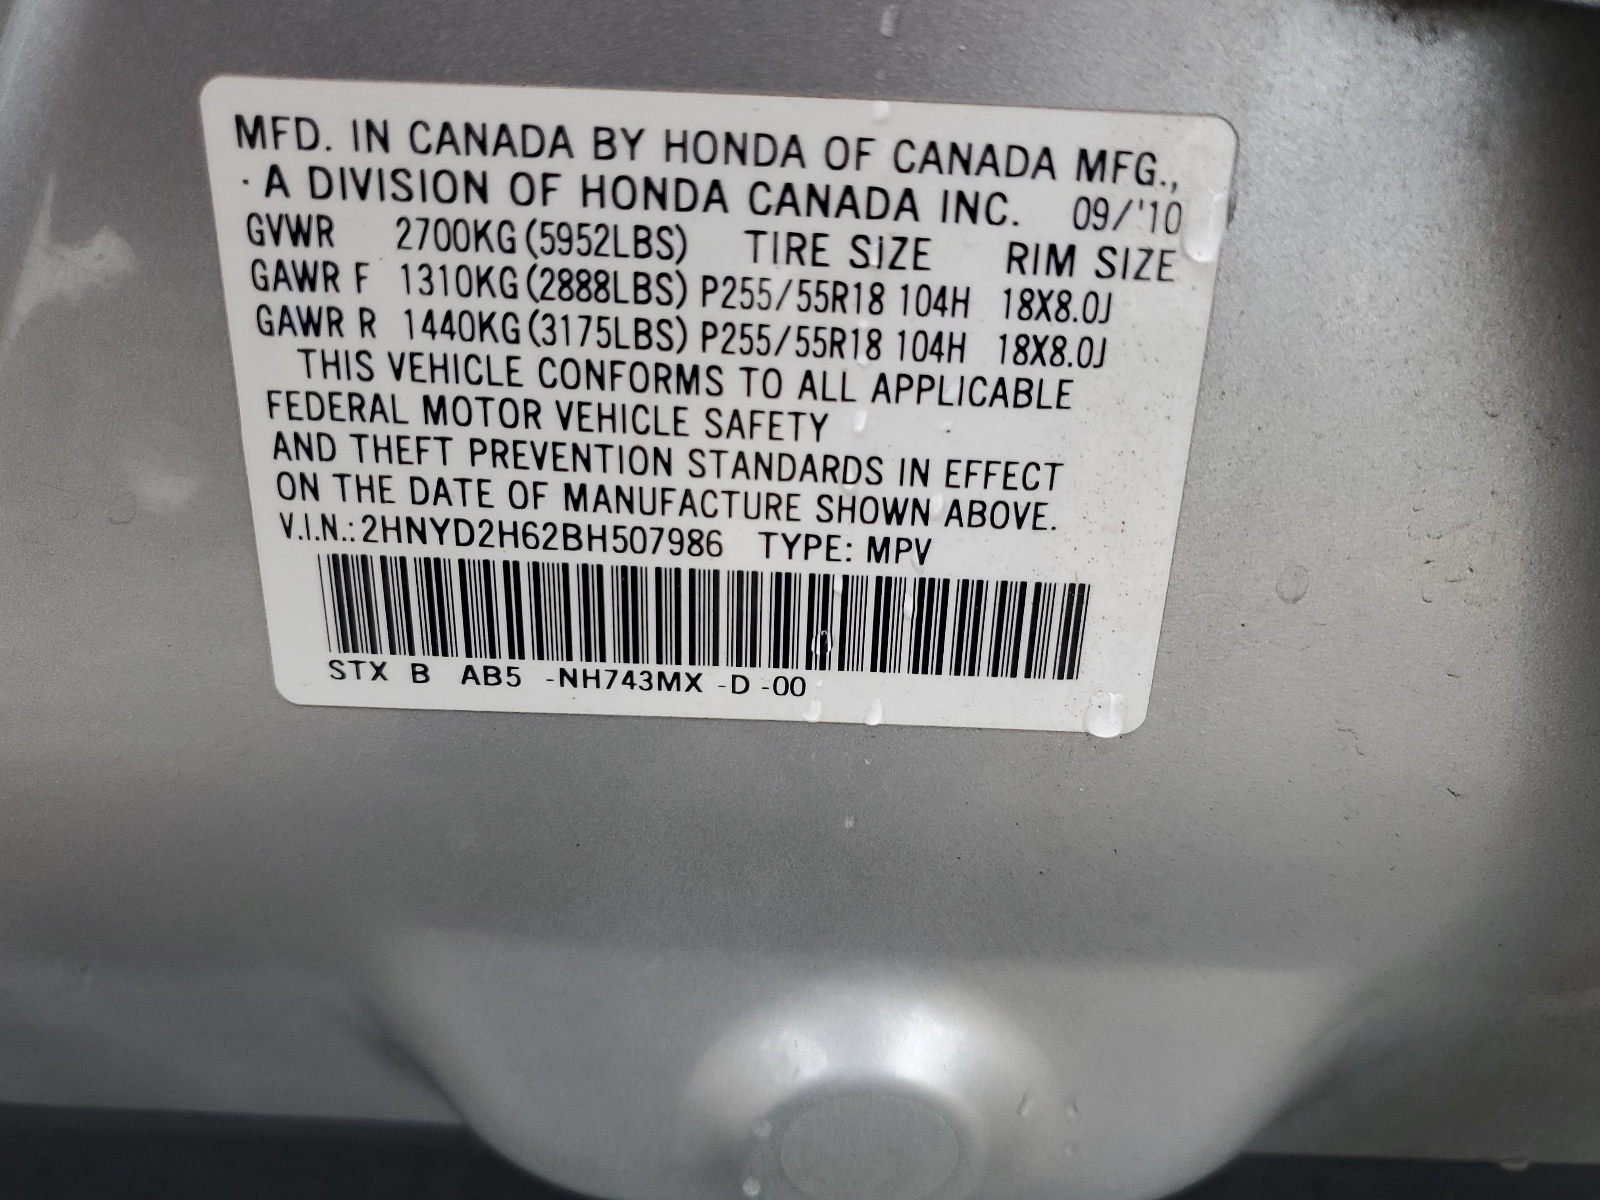 MFD. IN CANADA BY HONDA OF CANADA MFG.,
A DIVISION OF HONDA CANADA INC. 09/'10
GVWR 2700KG (5952LBS) TIRE SIZE RIM SIZE
GAWR F 1310KG (2888LBS) P255/55R18 104H 18X8.0J
GAWR R 1440KG (3175LBS) P255/55R18 104H 18X8.0J
THIS VEHICLE CONFORMS TO ALL APPLICABLE
FEDERAL MOTOR VEHICLE SAFETY
AND THEFT PREVENTION STANDARDS IN EFFECT
ON THE DATE OF MANUFACTURE SHOWN ABOVE.
V.I.N.: 2HNYD2H62BH507986 TYPE: MPV
STX B AB5 -NH743MX -D -00